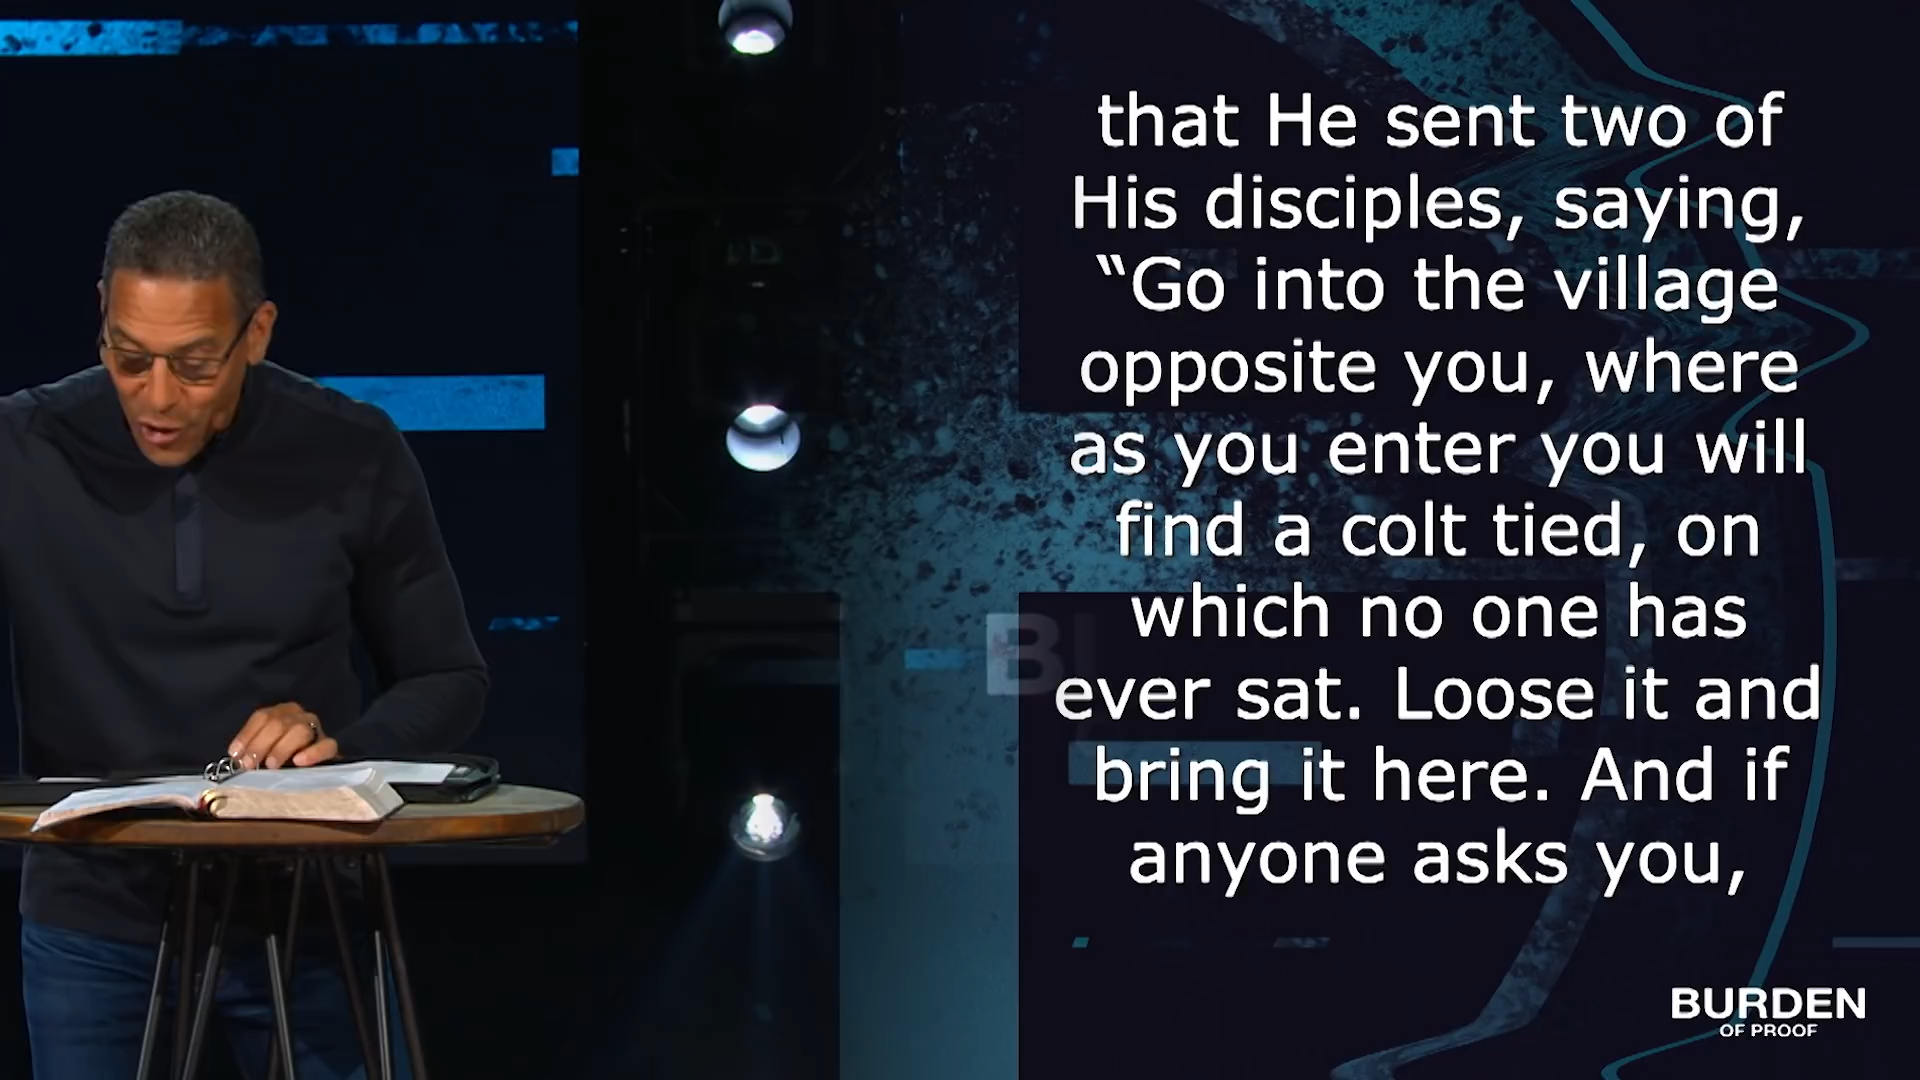 that He sent two of
His disciples, saying,
“Go into the village
opposite you, where
as you enter you will
find a colt tied, on
which no one has
ever sat. Loose it and
bring it here. And if
anyone asks you,
BURDEN
OF PROOF